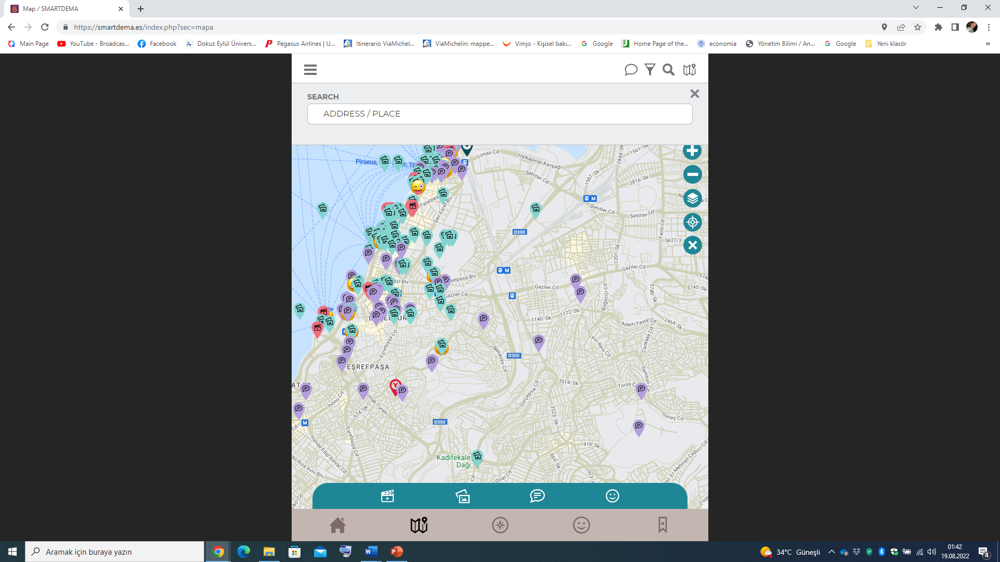 Map / SMARTDEMA
https://smartdema.es/index.php?sec=mapa
Main Page
YouTube - Broadcas...
Facebook
Dokuz Eylül Univers...
Pegasus Airlines | U...
Itinerario ViaMichel...
ViaMichelin: mappe...
Vimjo - Kişisel bakı...
Google
Home Page of the...
economia
Yönetim Bilimi / An...
Google
Yeni klasör
»
SEARCH
ADDRESS / PLACE
Piraeus,
Liman Cd.
Halkapınar Kavşağı
1561. Sk.
2844. Sk.
Şehitler Cd
1567. Sk.
2816. Sk.
Talatpaşa
Şair Eşref Blv.
M
Şehitler Cd.
Şehitler Cd.
Fatih Cd.
D300
5627/3.
1201. Sk.
Gaziler Cd
M
azi Blv.
selpaşa Blv.
Gaziler Cd
Gaziler Cd
Boğaziçi Cd.
5748. Sk.
5745. Sk.
1140. Sk.
1172. Sk.
Adem Yavuz Cd.
2464. Sk.
Çankaya Cd.
Piri Reis Cd.
Eşrefpaşa Cd.
Ballıkuyu Cd.
D300
EŞREFPAŞA
Samsun Cd.
3514. Sk.
Toros Cd.
Gürçeşme Cd.
İnönü Cd.
Konak Tüneli
574. Sk.
3523. Sk.
Güneş Cd.
M
D300
Eşrefpaşa Cd.
Halide Edip Adıvar Cd.
916. Sk.
Kadifekale
Dağı
869. Sk.
Ali Rıza Avni Blv
Onat Cd.
1023.
Şht. Er Mehmet Çadırcı Cd.
Aramak için buraya yazın
34°C Güneşli
01:42
19.08.2022
4